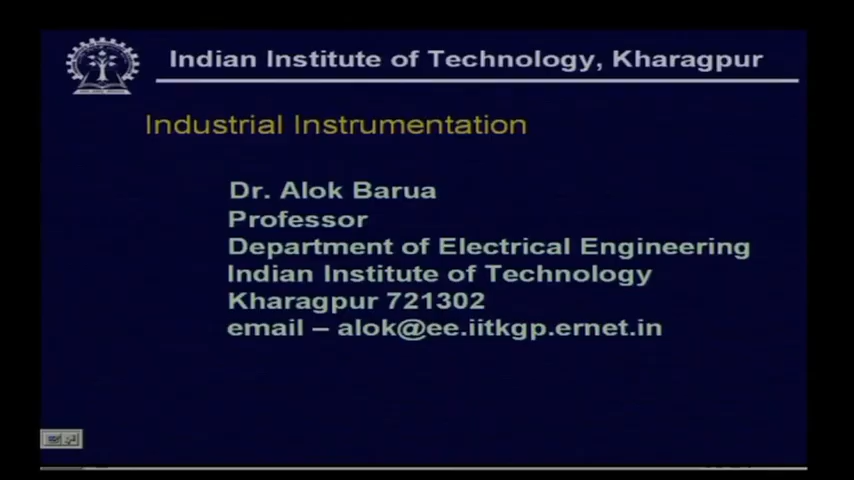 Indian Institute of Technology, Kharagpur
Industrial Instrumentation
Dr. Alok Barua
Professor
Department of Electrical Engineering
Indian Institute of Technology
Kharagpur 721302
email – alok@ee.iitkgp.ernet.in